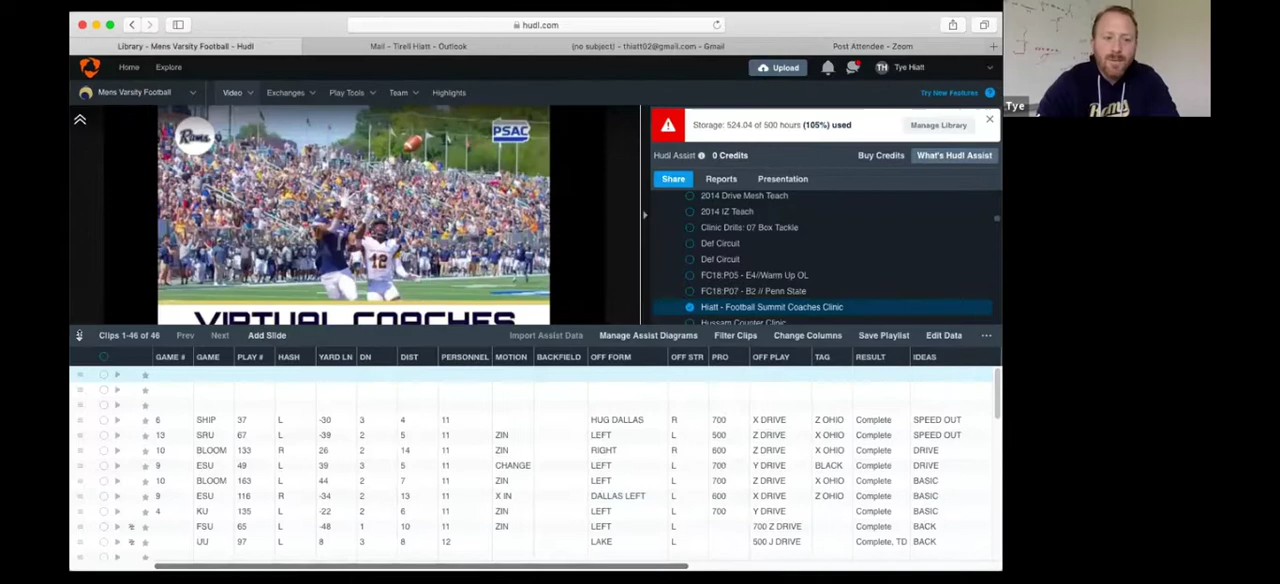 hudl.com
Library - Mens Varsity Football - Hudl Mail - Tirell Hiatt - Outlook (no subject) - thiatt02@gmail.com - Gmail Post Attendee - Zoom
Home Explore Upload TH Tye Hiatt
Mens Varsity Football Video Exchanges Play Tools Team Highlights Try New Features ?
Tye
Rams
PSAC
Rams
12
VIRTUAL COACHES
Storage: 524.04 of 500 hours (105%) used Manage Library
Hudl Assist 0 Credits Buy Credits What's Hudl Assist
Share Reports Presentation
2014 Drive Mesh Teach
2014 IZ Teach
Clinic Drills: 07 Box Tackle
Def Circuit
Def Circuit
FC18:P05 - E4//Warm Up OL
FC18:P07 - B2 // Penn State
Hiatt - Football Summit Coaches Clinic
Hussam Counter Clinic
Clips 1-46 of 46 Prev Next Add Slide Import Assist Data Manage Assist Diagrams Filter Clips Change Columns Save Playlist Edit Data ...
GAME # GAME PLAY # HASH YARD LN DN DIST PERSONNEL MOTION BACKFIELD OFF FORM OFF STR PRO OFF PLAY TAG RESULT IDEAS
6 SHIP 37 L -30 3 4 11 HUG DALLAS R 700 X DRIVE Z OHIO Complete SPEED OUT
13 SRU 67 L -39 2 5 11 ZIN LEFT L 500 Z DRIVE X OHIO Complete SPEED OUT
10 BLOOM 133 R 26 2 14 11 ZIN RIGHT R 600 Z DRIVE X OHIO Complete DRIVE
9 ESU 49 L 39 3 5 11 CHANGE LEFT L 700 Y DRIVE BLACK Complete DRIVE
10 BLOOM 163 L 44 2 7 11 ZIN LEFT L 700 Z DRIVE X OHIO Complete BASIC
9 ESU 116 R -34 2 13 11 X IN DALLAS LEFT L 600 X DRIVE Z OHIO Complete BASIC
4 KU 135 L -22 2 6 11 ZIN LEFT L 700 Y DRIVE Complete BASIC
FSU 65 L -48 1 10 11 ZIN LEFT L 700 Z DRIVE Complete BACK
UU 97 L 8 3 8 12 LAKE L 500 J DRIVE Complete, TD BACK